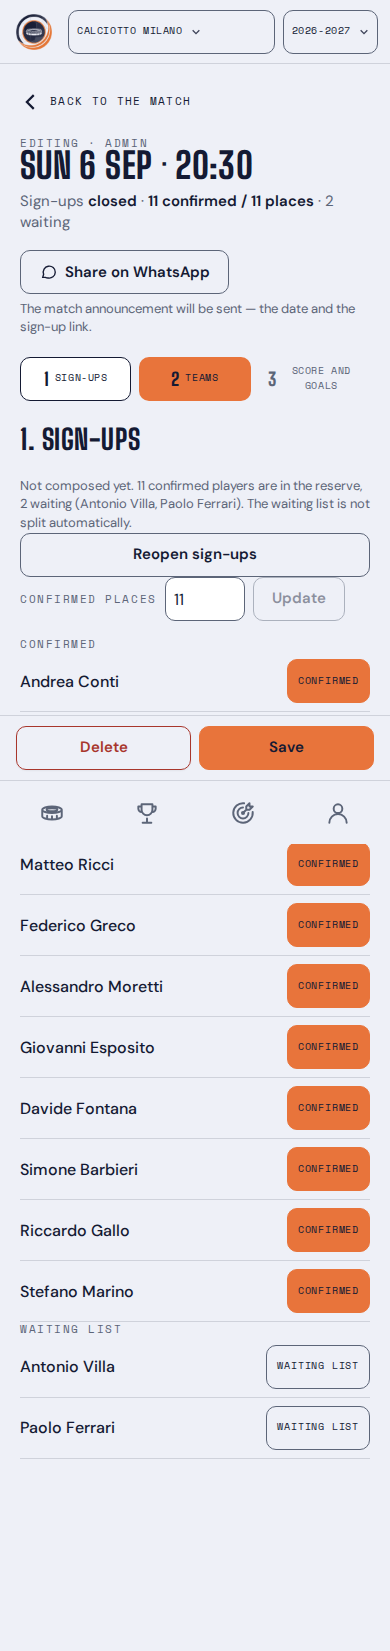 CALCIOTTO MILANO
2026-2027
BACK TO THE MATCH
EDITING · ADMIN
SUN 6 SEP · 20:30
Sign-ups closed · 11 confirmed / 11 places · 2
waiting
Share on WhatsApp
The match announcement will be sent — the date and the
sign-up link.
1 SIGN-UPS
2 TEAMS
3 SCORE AND
GOALS
1. SIGN-UPS
Not composed yet. 11 confirmed players are in the reserve,
2 waiting (Antonio Villa, Paolo Ferrari). The waiting list is not
split automatically.
Reopen sign-ups
CONFIRMED PLACES 11 Update
CONFIRMED
Andrea Conti CONFIRMED
Delete Save
Matteo Ricci CONFIRMED
Federico Greco CONFIRMED
Alessandro Moretti CONFIRMED
Giovanni Esposito CONFIRMED
Davide Fontana CONFIRMED
Simone Barbieri CONFIRMED
Riccardo Gallo CONFIRMED
Stefano Marino CONFIRMED
WAITING LIST
Antonio Villa WAITING LIST
Paolo Ferrari WAITING LIST